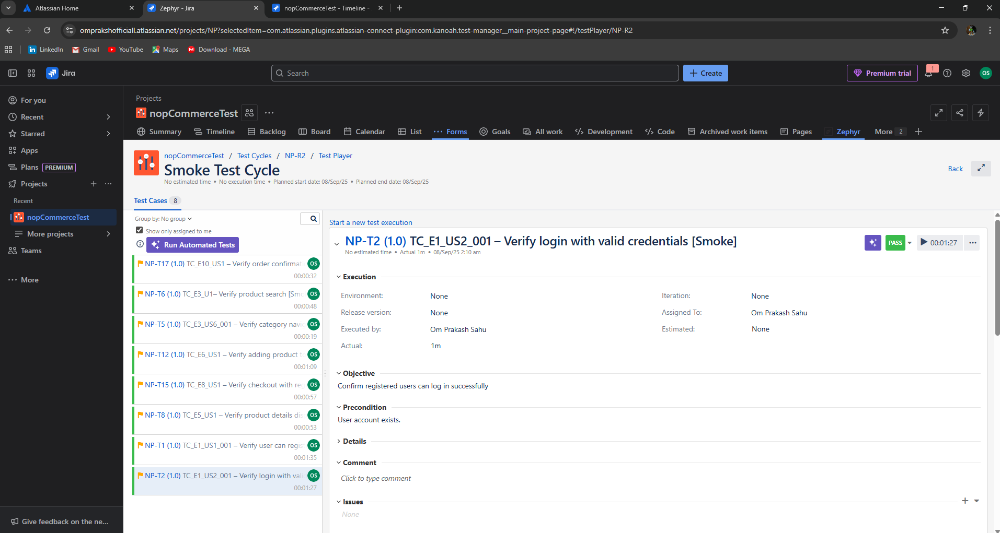 Atlassian Home
Zephyr - Jira
nopCommerceTest - Timeline -
omprakshofficiall.atlassian.net/projects/NP?selectedItem=com.atlassian.plugins.atlassian-connect-plugin:com.kanoah.test-manager__main-project-page#!/testPlayer/NP-R2
LinkedIn Gmail YouTube Maps Download - MEGA
Jira
Search
Create
Premium trial
1
OS
For you
Recent
Starred
Apps
Plans PREMIUM
Projects
Recent
nopCommerceTest
More projects
Teams
More
Give feedback on the ne...
Projects
nopCommerceTest
Summary Timeline Backlog Board Calendar List Forms Goals All work Development Code Archived work items Pages Zephyr More 2
nopCommerceTest / Test Cycles / NP-R2 / Test Player
Smoke Test Cycle
No estimated time • No execution time • Planned start date: 08/Sep/25 • Planned end date: 08/Sep/25
Back
Test Cases 8
Group by: No group
Show only assigned to me
Run Automated Tests
NP-T17 (1.0) TC_E10_US1 – Verify order confirmat OS
00:00:32
NP-T6 (1.0) TC_E3_U1– Verify product search [Smo OS
00:00:48
NP-T5 (1.0) TC_E3_US6_001 – Verify category navi OS
00:00:19
NP-T12 (1.0) TC_E6_US1 – Verify adding product t OS
00:01:09
NP-T15 (1.0) TC_E8_US1 – Verify checkout with reg OS
00:00:57
NP-T8 (1.0) TC_E5_US1 – Verify product details dis OS
00:00:53
NP-T1 (1.0) TC_E1_US1_001 – Verify user can regis OS
00:01:35
NP-T2 (1.0) TC_E1_US2_001 – Verify login with vali OS
00:01:27
Start a new test execution
NP-T2 (1.0) TC_E1_US2_001 – Verify login with valid credentials [Smoke]
No estimated time • Actual 1m • 08/Sep/25 2:10 am
PASS
00:01:27
Execution
Environment: None
Iteration: None
Release version: None
Assigned To: Om Prakash Sahu
Executed by: Om Prakash Sahu
Estimated: None
Actual: 1m
Objective
Confirm registered users can log in successfully
Precondition
User account exists.
Details
Comment
Click to type comment
Issues
None